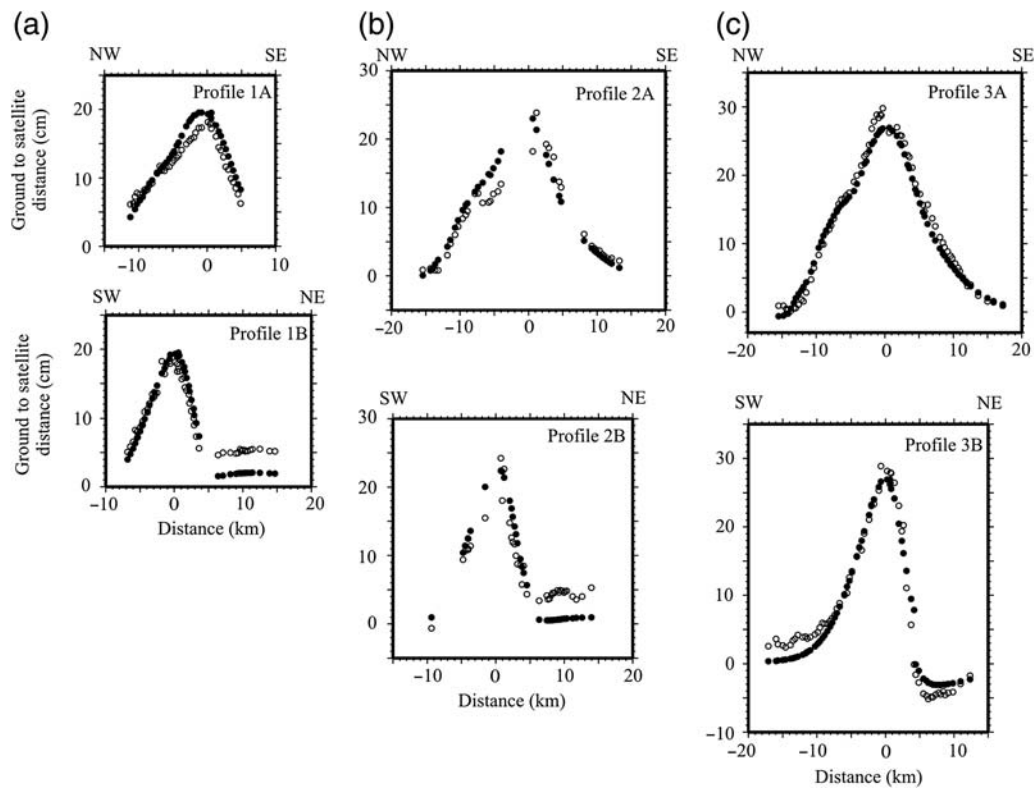 (a)
NW SE
Profile 1A
Ground to satellite
distance (cm)
20
10
0
−10 0 10
SW NE
Profile 1B
Ground to satellite
distance (cm)
20
10
0
−10 0 10 20
Distance (km)
(b)
NW SE
Profile 2A
30
20
10
0
−20 −10 0 10 20
SW NE
Profile 2B
30
20
10
0
−10 0 10 20
Distance (km)
(c)
NW SE
Profile 3A
30
20
10
0
−20 −10 0 10 20
SW NE
Profile 3B
30
20
10
0
−10
−20 −10 0 10
Distance (km)